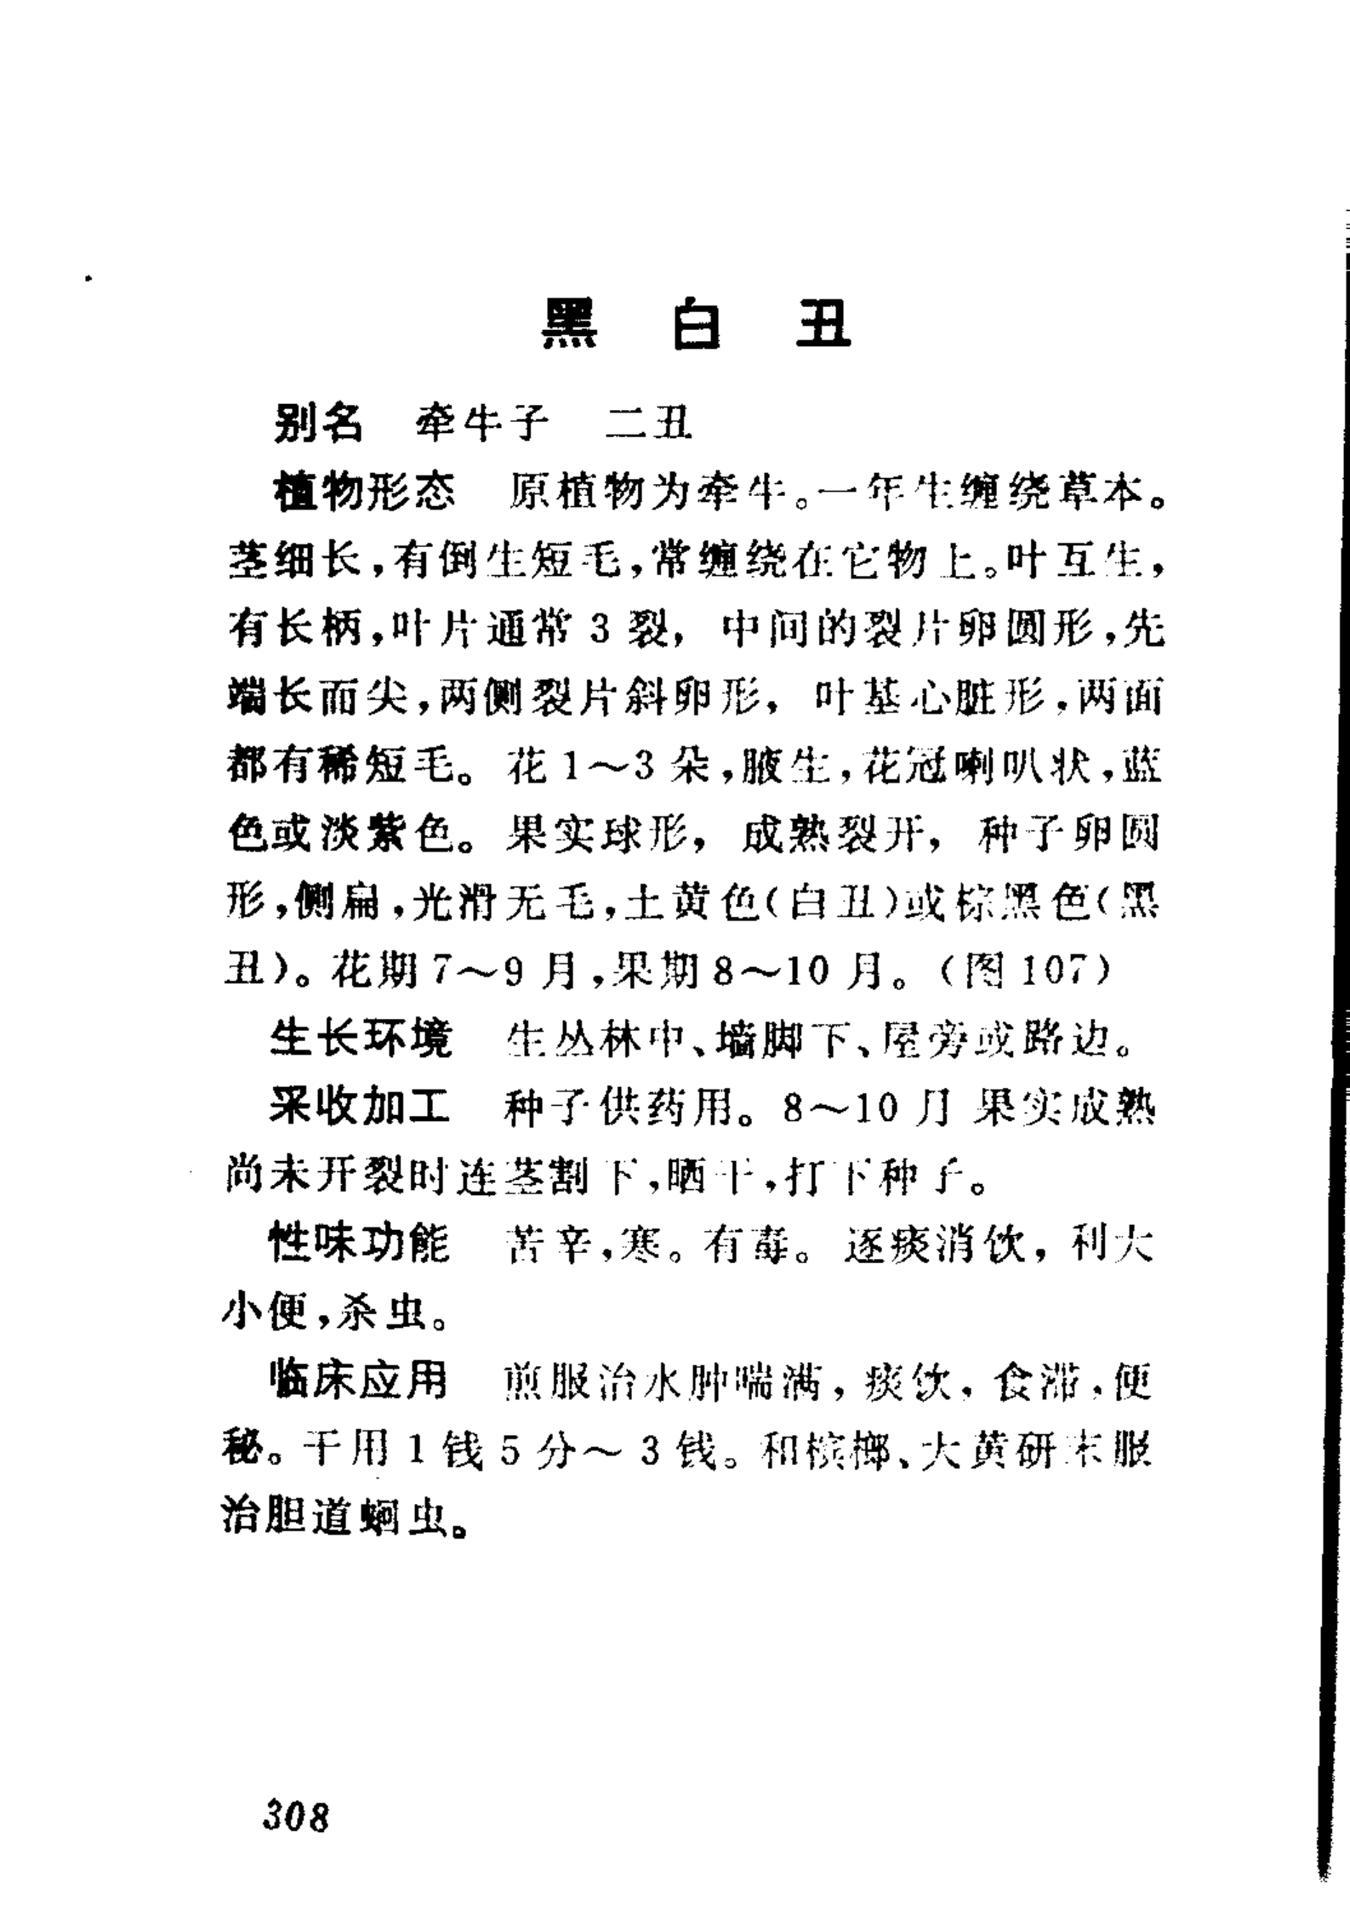 黑白丑
别名 牵牛子 二丑
植物形态 原植物为牵牛。一年生缠绕草本。
茎细长,有倒生短毛,常缠绕在它物上。叶互生,
有长柄,叶片通常3裂,中间的裂片卵圆形,先
端长而尖,两侧裂片斜卵形,叶基心脏形,两面
都有稀短毛。花1～3朵,腋生,花冠喇叭状,蓝
色或淡紫色。果实球形,成熟裂开,种子卵圆
形,侧扁,光滑无毛,土黄色(白丑)或棕黑色(黑
丑)。花期7～9月,果期8～10月。(图107)
生长环境 生丛林中、墙脚下、屋旁或路边。
采收加工 种子供药用。8～10月果实成熟
尚未开裂时连茎割下,晒干,打下种子。
性味功能 苦辛,寒。有毒。逐痰消饮,利大
小便,杀虫。
临床应用 煎服治水肿喘满,痰饮,食滞,便
秘。干用1钱5分～3钱。和槟榔、大黄研末服
治胆道蛔虫。
308